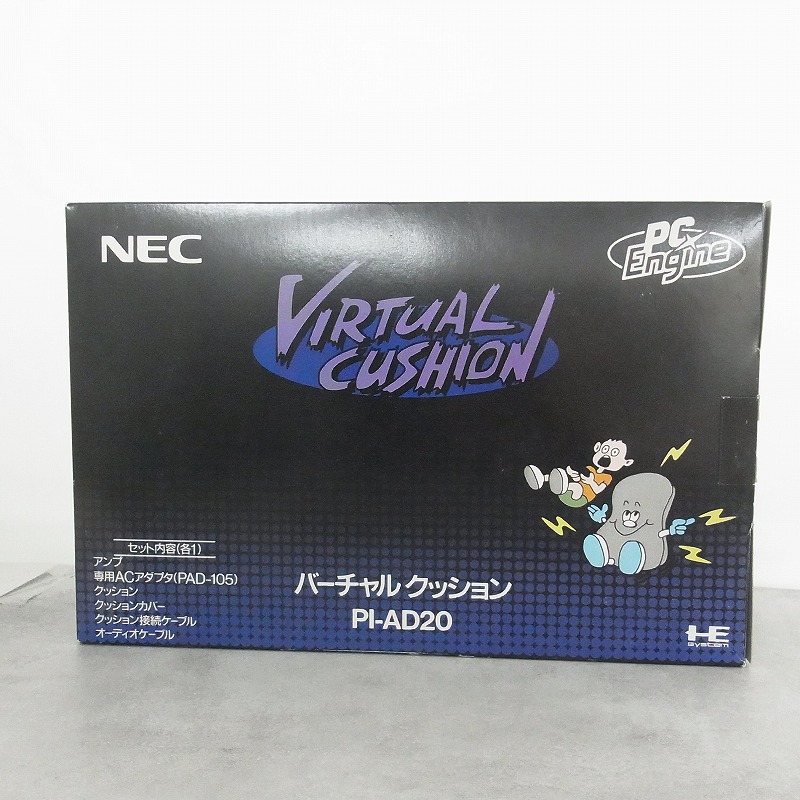 NEC
PC Engine
VIRTUAL
CUSHION
セット内容(各1)
アンプ
専用ACアダプタ(PAD-105)
クッション
クッションカバー
クッション接続ケーブル
オーディオケーブル
バーチャル クッション
PI-AD20
HE
System